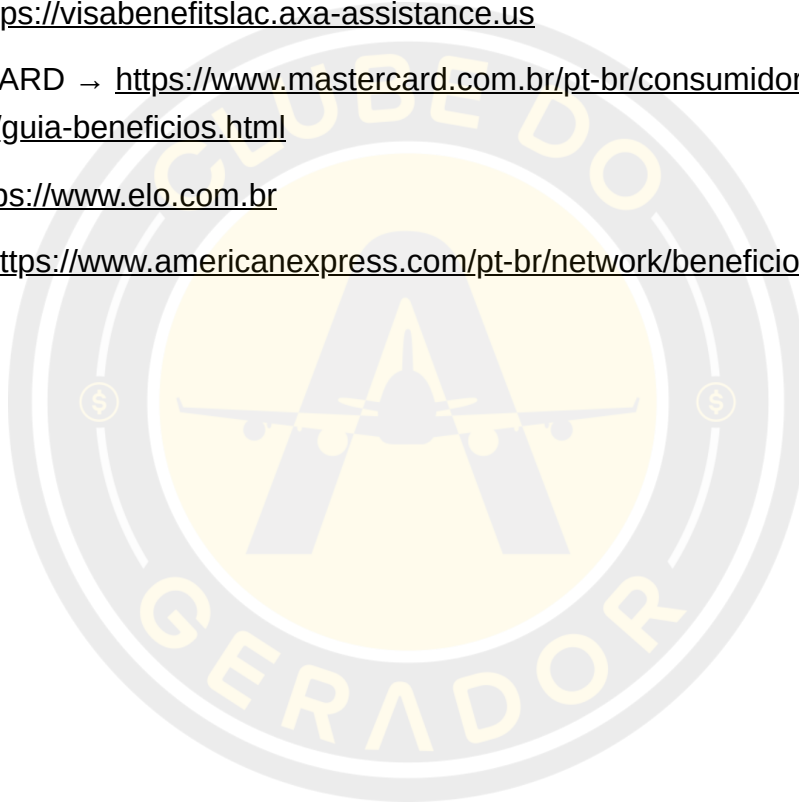 ps://visabenefitslac.axa-assistance.us
ARD → https://www.mastercard.com.br/pt-br/consumidor
/guia-beneficios.html
ps://www.elo.com.br
ttps://www.americanexpress.com/pt-br/network/beneficio
CLUBE DO
A
$ $
GERADOR